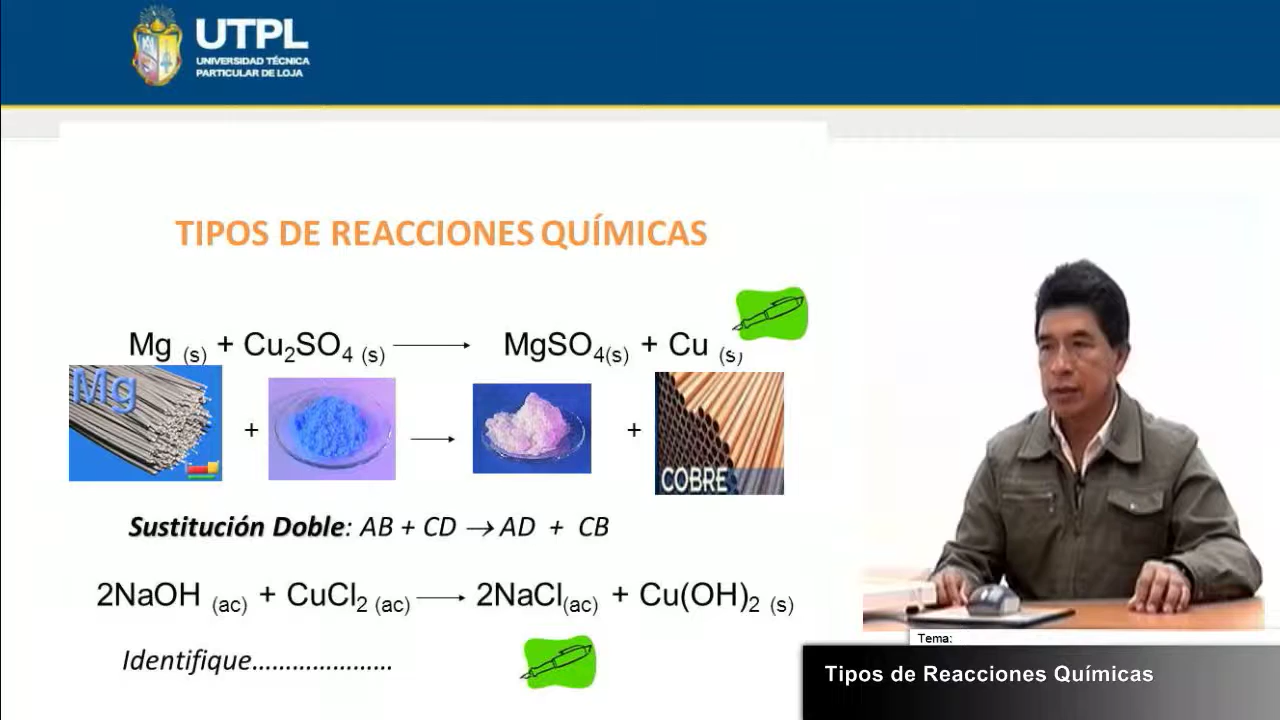 UTPL
UNIVERSIDAD TÉCNICA
PARTICULAR DE LOJA
TIPOS DE REACCIONES QUÍMICAS
Mg (s) + Cu₂SO₄ (s) ⟶ MgSO₄(s) + Cu (s)
Mg
+
⟶
+
COBRE
Sustitución Doble: AB + CD → AD + CB
2NaOH (ac) + CuCl₂ (ac) ⟶ 2NaCl(ac) + Cu(OH)₂ (s)
Identifique.....................
Tema:
Tipos de Reacciones Químicas